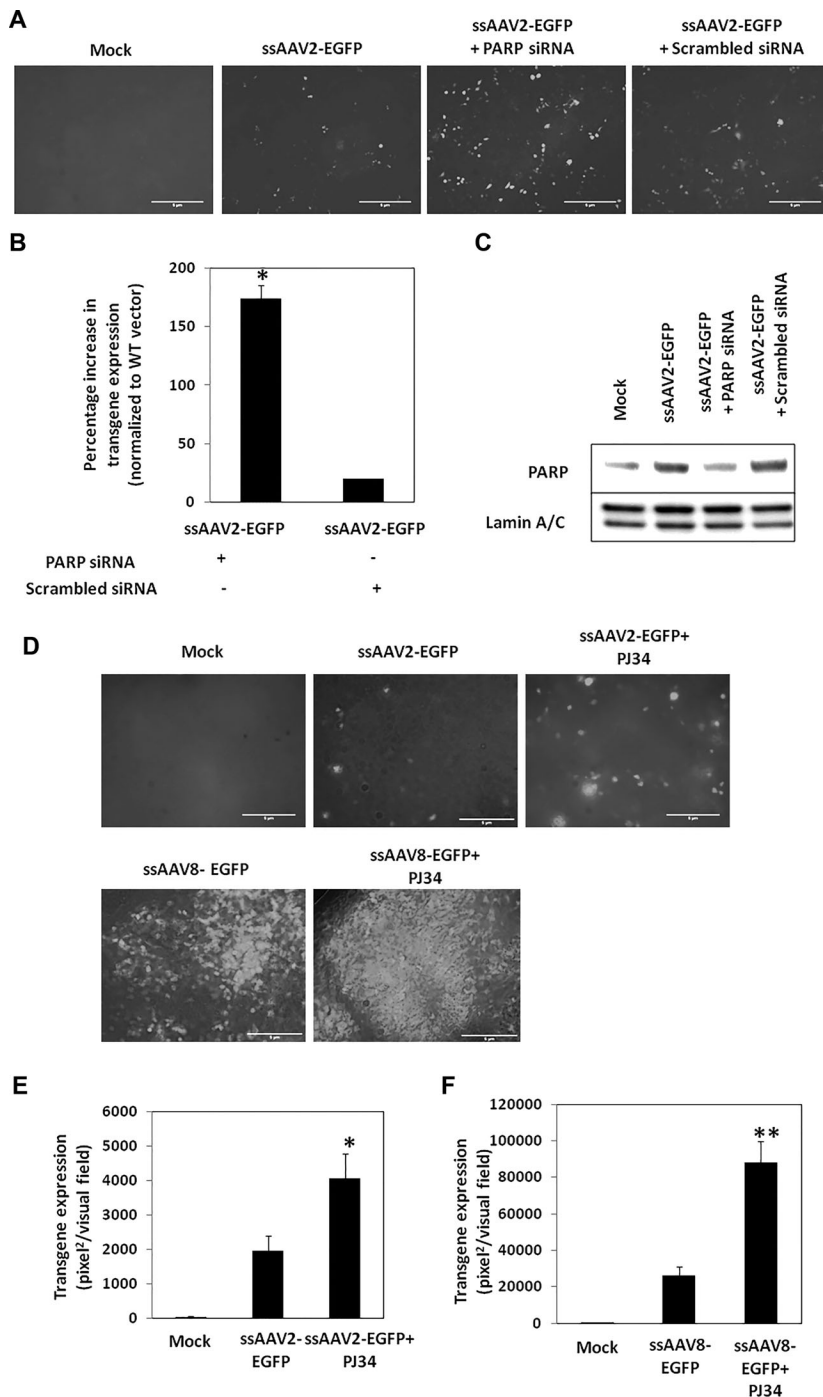 A
Mock
ssAAV2-EGFP
ssAAV2-EGFP
+ PARP siRNA
ssAAV2-EGFP
+ Scrambled siRNA
B
Percentage increase in
transgene expression
(normalized to WT vector)
200
150
100
50
0
*
ssAAV2-EGFP
ssAAV2-EGFP
PARP siRNA + -
Scrambled siRNA - +
C
Mock
ssAAV2-EGFP
ssAAV2-EGFP
+ PARP siRNA
ssAAV2-EGFP
+ Scrambled siRNA
PARP
Lamin A/C
D
Mock
ssAAV2-EGFP
ssAAV2-EGFP+
PJ34
ssAAV8- EGFP
ssAAV8-EGFP+
PJ34
E
Transgene expression
(pixel²/visual field)
6000
5000
4000
3000
2000
1000
0
*
Mock
ssAAV2-
EGFP
ssAAV2-EGFP+
PJ34
F
Transgene expression
(pixel²/visual field)
120000
100000
80000
60000
40000
20000
0
**
Mock
ssAAV8-
EGFP
ssAAV8-
EGFP+
PJ34